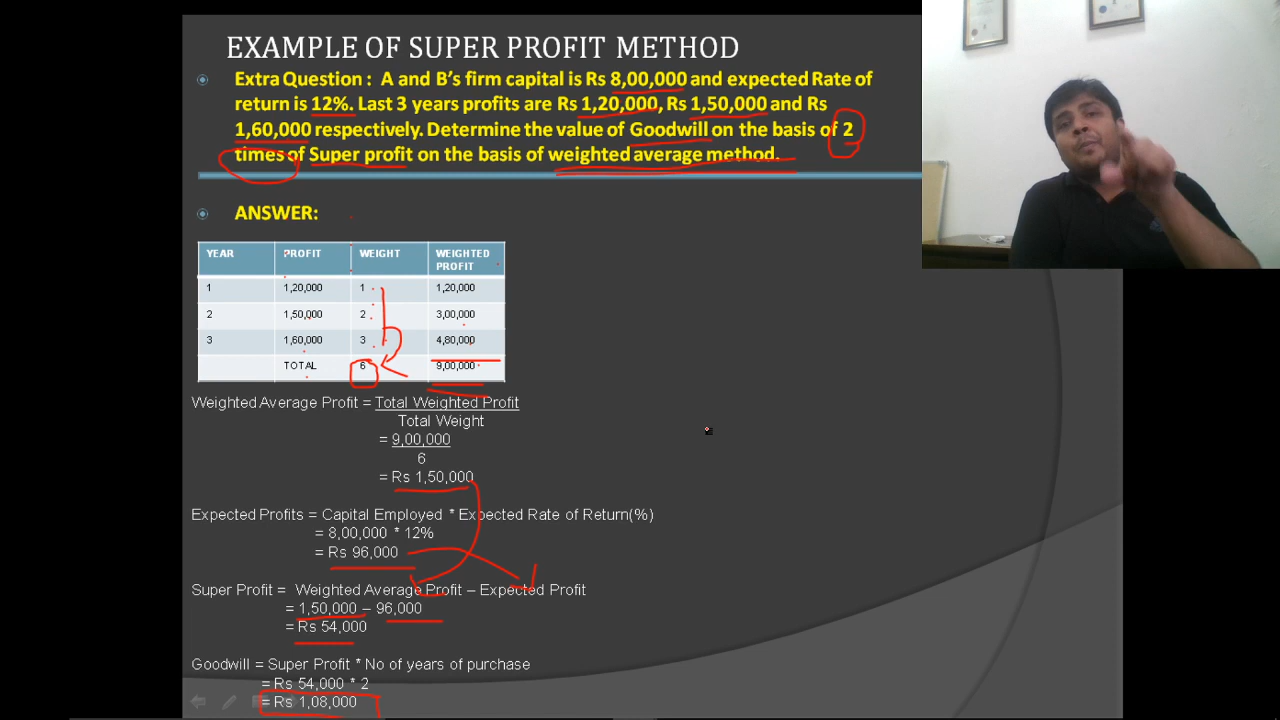 EXAMPLE OF SUPER PROFIT METHOD
Extra Question : A and B's firm capital is Rs 8,00,000 and expected Rate of
return is 12%. Last 3 years profits are Rs 1,20,000, Rs 1,50,000 and Rs
1,60,000 respectively. Determine the value of Goodwill on the basis of 2
times of Super profit on the basis of weighted average method.
ANSWER:
YEAR PROFIT WEIGHT WEIGHTED PROFIT
1 1,20,000 1 1,20,000
2 1,50,000 2 3,00,000
3 1,60,000 3 4,80,000
TOTAL 6 9,00,000
Weighted Average Profit = Total Weighted Profit
Total Weight
= 9,00,000
6
= Rs 1,50,000
Expected Profits = Capital Employed * Expected Rate of Return(%)
= 8,00,000 * 12%
= Rs 96,000
Super Profit = Weighted Average Profit – Expected Profit
= 1,50,000 – 96,000
= Rs 54,000
Goodwill = Super Profit * No of years of purchase
= Rs 54,000 * 2
= Rs 1,08,000